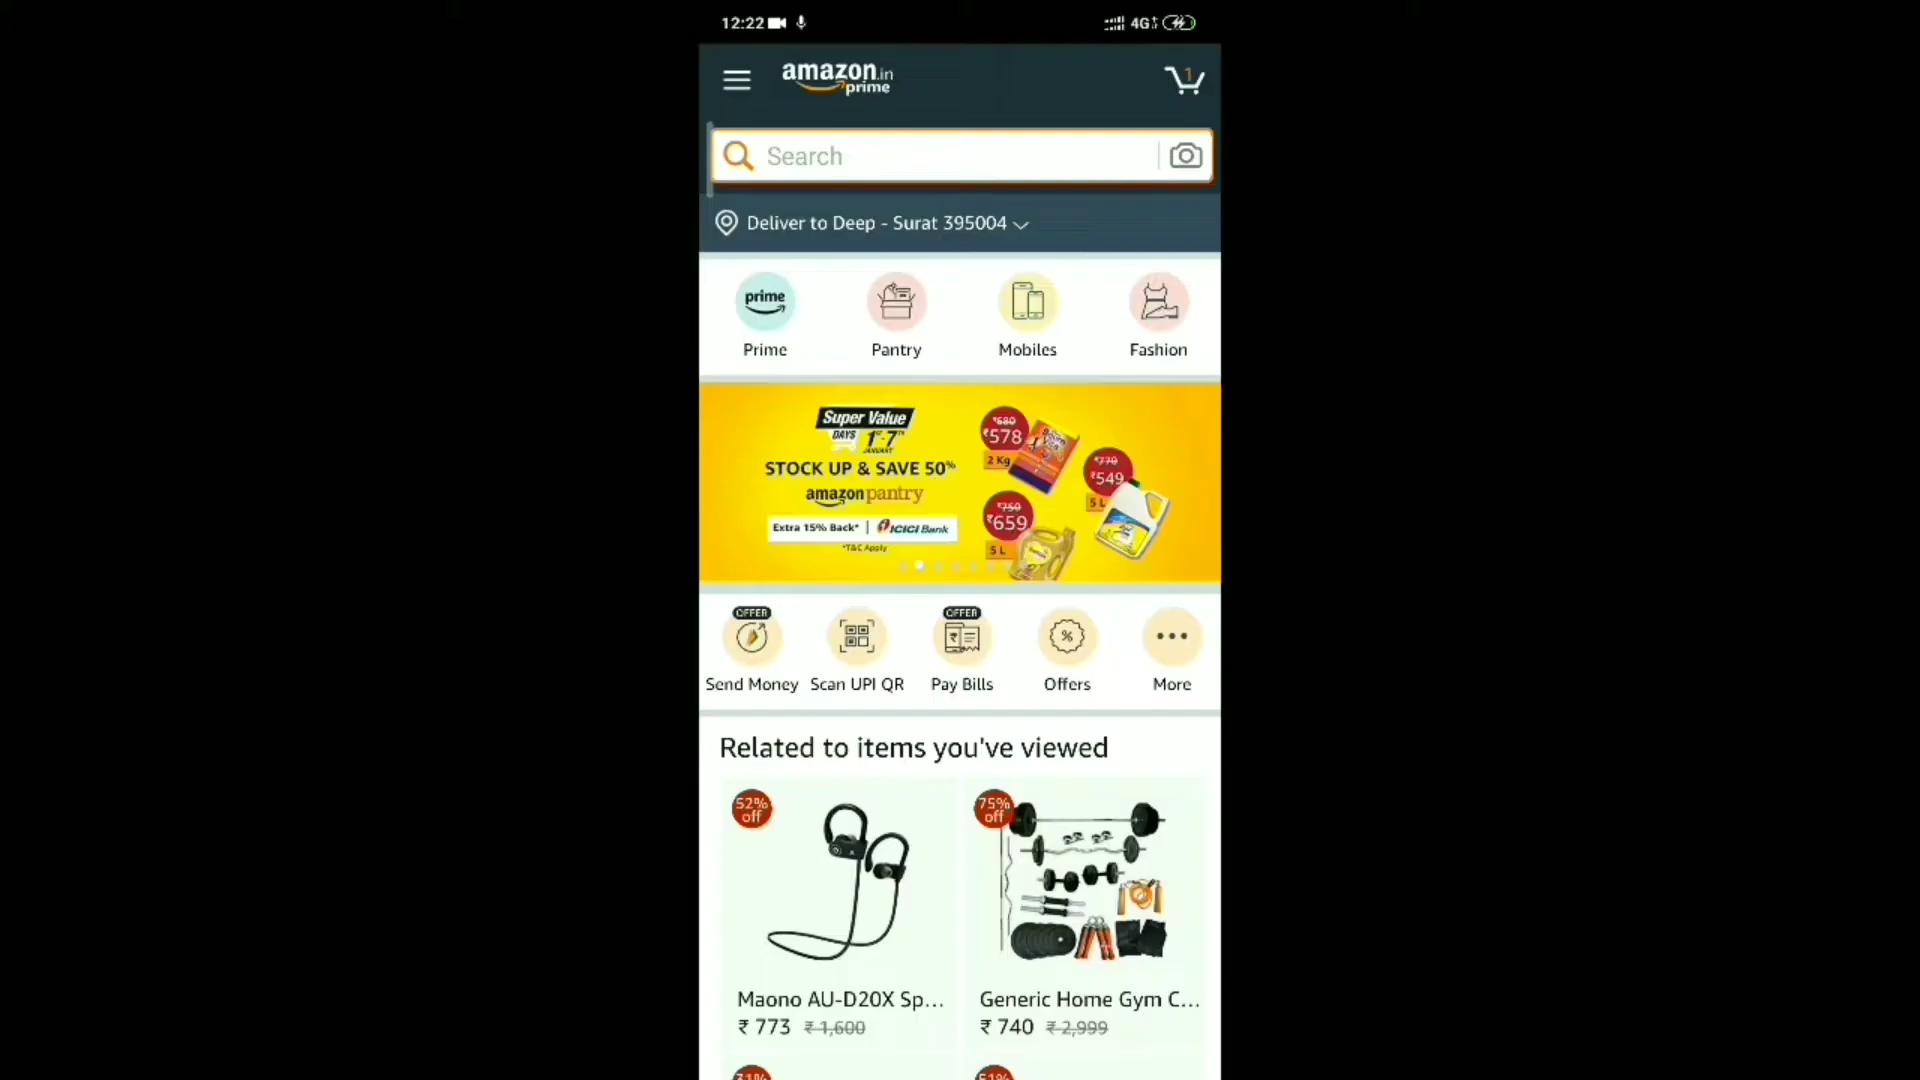 12:22
4G
amazon.in
prime
1
Search
Deliver to Deep - Surat 395004
prime
Prime
Pantry
Mobiles
Fashion
Super Value
DAYS 1ST-7TH
JANUARY
STOCK UP & SAVE 50%
amazon pantry
Extra 15% Back* | ICICI Bank
*T&C Apply
₹680
₹578
2 Kg
₹770
₹549
5 L
₹750
₹659
5 L
OFFER
OFFER
Send Money
Scan UPI QR
Pay Bills
Offers
More
Related to items you've viewed
52%
off
75%
off
Maono AU-D20X Sp...
₹ 773 ₹ 1,600
Generic Home Gym C...
₹ 740 ₹ 2,999